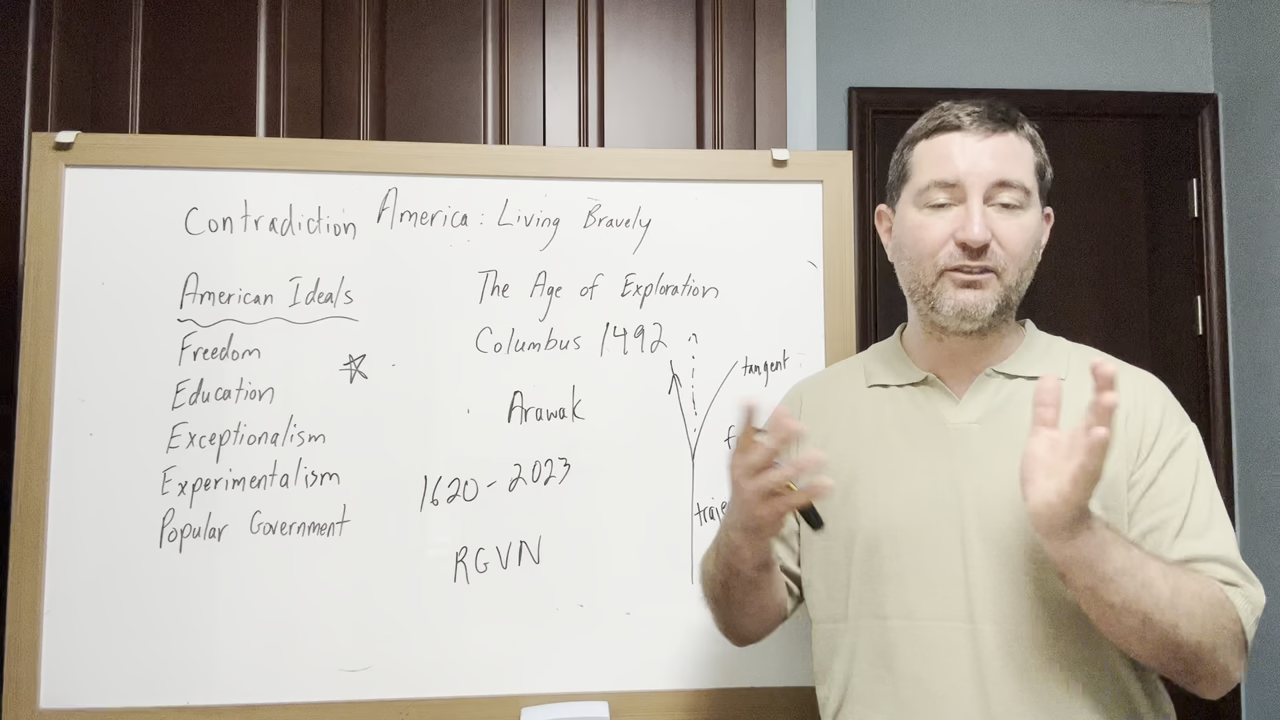 Contradiction America: Living Bravely
American Ideals
Freedom
Education
Exceptionalism
Experimentalism
Popular Government
The Age of Exploration
Columbus 1492
Arawak
1620-2023
RGVN
tangent